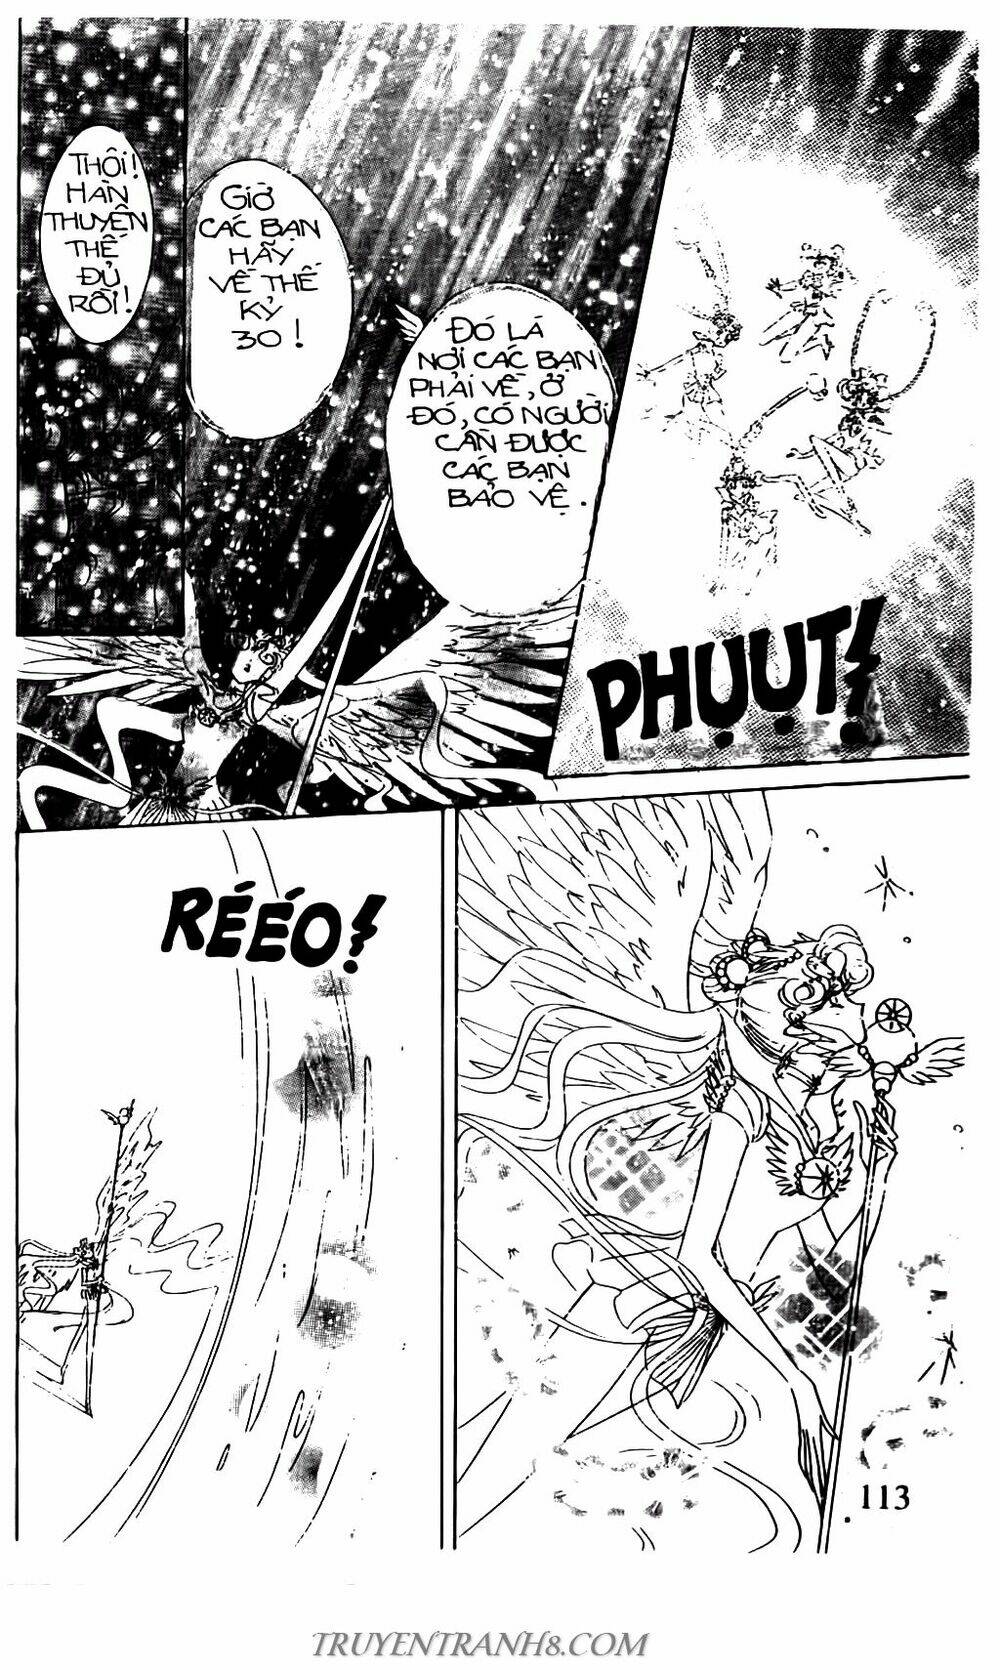 THÔI!
HÀN
THUYÊN
THẾ
ĐỦ
RỒI!
GIỜ
CÁC BẠN
HÃY
VỀ THẾ
KỶ
30!
ĐÓ LÀ
NƠI CÁC BẠN
PHẢI VỀ, Ở
ĐÓ, CÓ NGƯỜI
CẦN ĐƯỢC
CÁC BẠN
BẢO VỆ.
PHỤỤT!
RÉÉO!
113
TRUYENTRANH8.COM